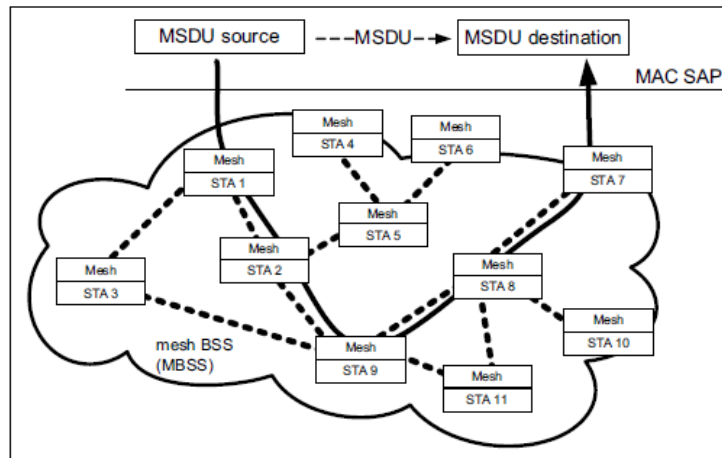 MSDU source
MSDU
MSDU destination
MAC SAP
Mesh
STA 4
Mesh
STA 6
Mesh
STA 1
Mesh
STA 7
Mesh
STA 5
Mesh
STA 2
Mesh
STA 3
Mesh
STA 8
mesh BSS
(MBSS)
Mesh
STA 9
Mesh
STA 10
Mesh
STA 11